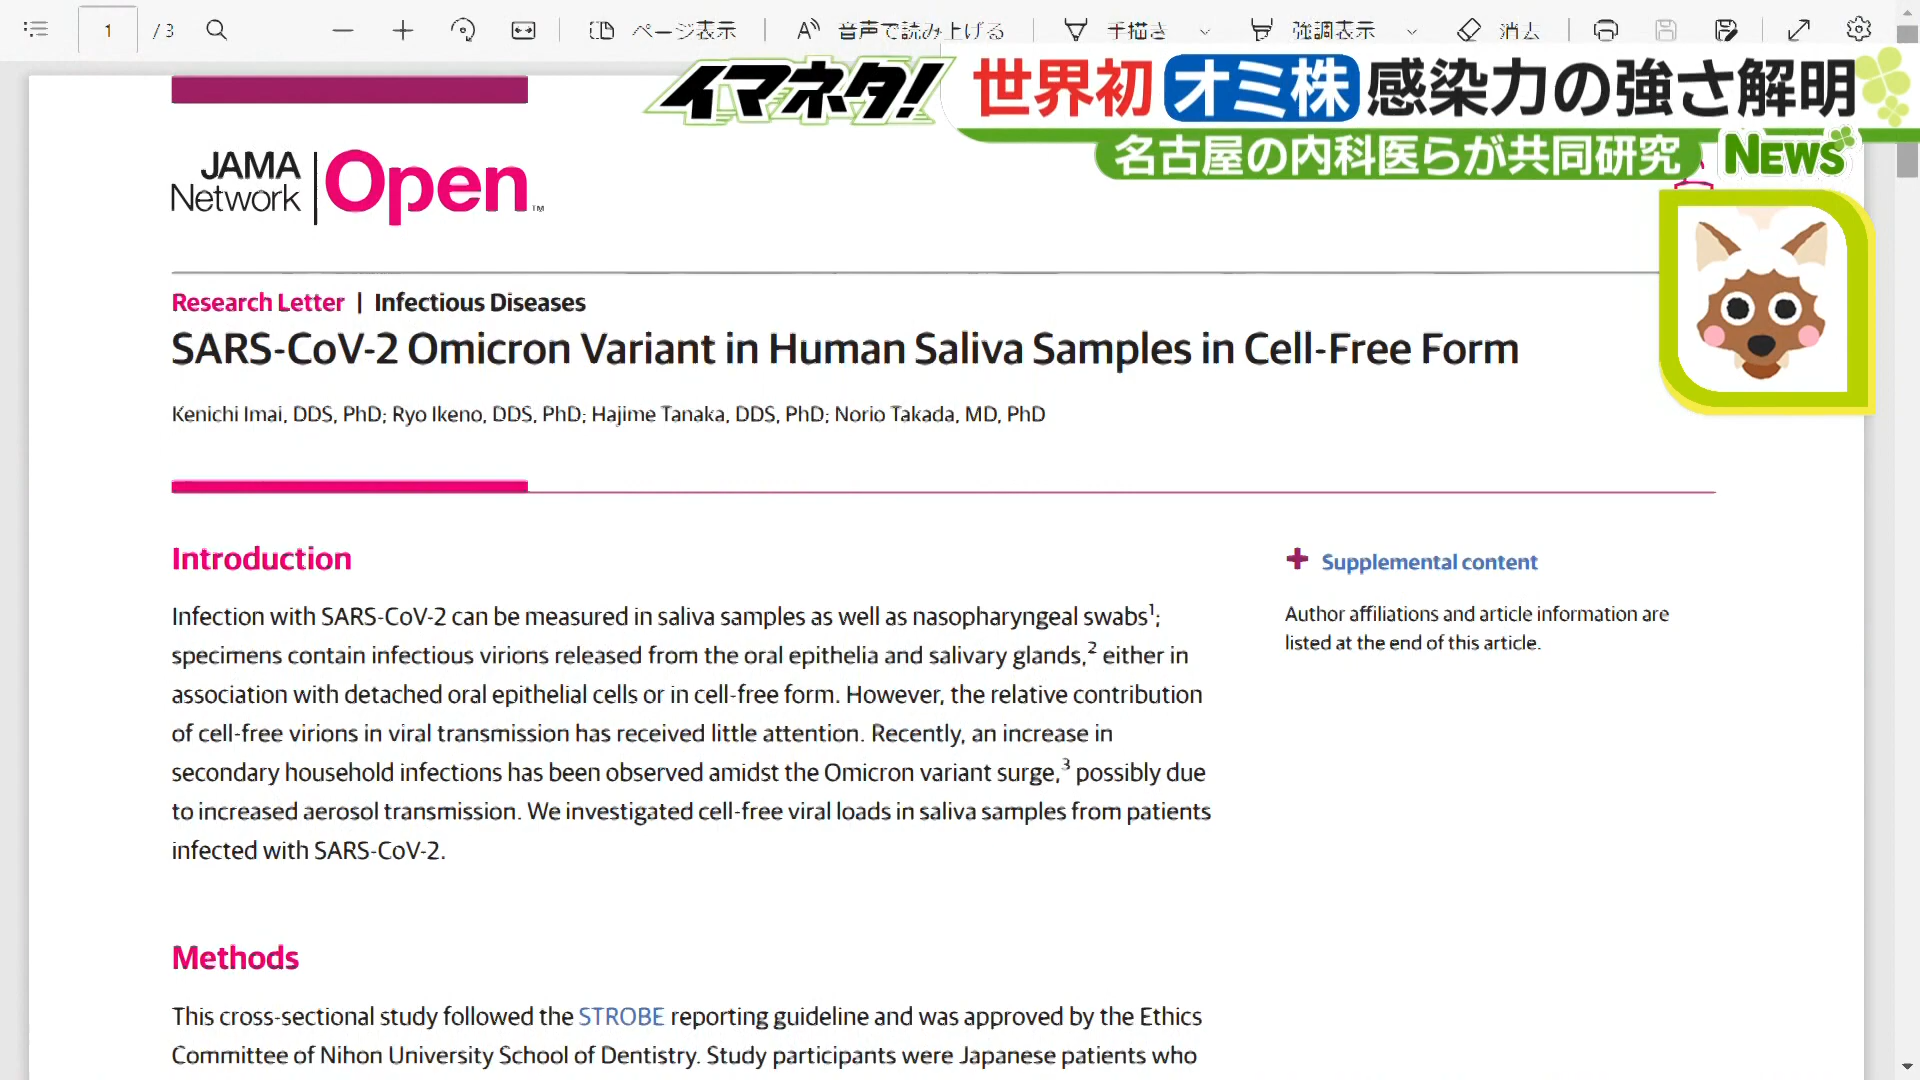 1 / 3
ページ表示
音声で読み上げる
手描き
強調表示
消去
イマネタ!
世界初 オミ株 感染力の強さ解明
名古屋の内科医らが共同研究
NEWS
JAMA
Network
Open™
Research Letter | Infectious Diseases
SARS-CoV-2 Omicron Variant in Human Saliva Samples in Cell-Free Form
Kenichi Imai, DDS, PhD; Ryo Ikeno, DDS, PhD; Hajime Tanaka, DDS, PhD; Norio Takada, MD, PhD
Introduction
Infection with SARS-CoV-2 can be measured in saliva samples as well as nasopharyngeal swabs1;
specimens contain infectious virions released from the oral epithelia and salivary glands,2 either in
association with detached oral epithelial cells or in cell-free form. However, the relative contribution
of cell-free virions in viral transmission has received little attention. Recently, an increase in
secondary household infections has been observed amidst the Omicron variant surge,3 possibly due
to increased aerosol transmission. We investigated cell-free viral loads in saliva samples from patients
infected with SARS-CoV-2.
Supplemental content
Author affiliations and article information are
listed at the end of this article.
Methods
This cross-sectional study followed the STROBE reporting guideline and was approved by the Ethics
Committee of Nihon University School of Dentistry. Study participants were Japanese patients who